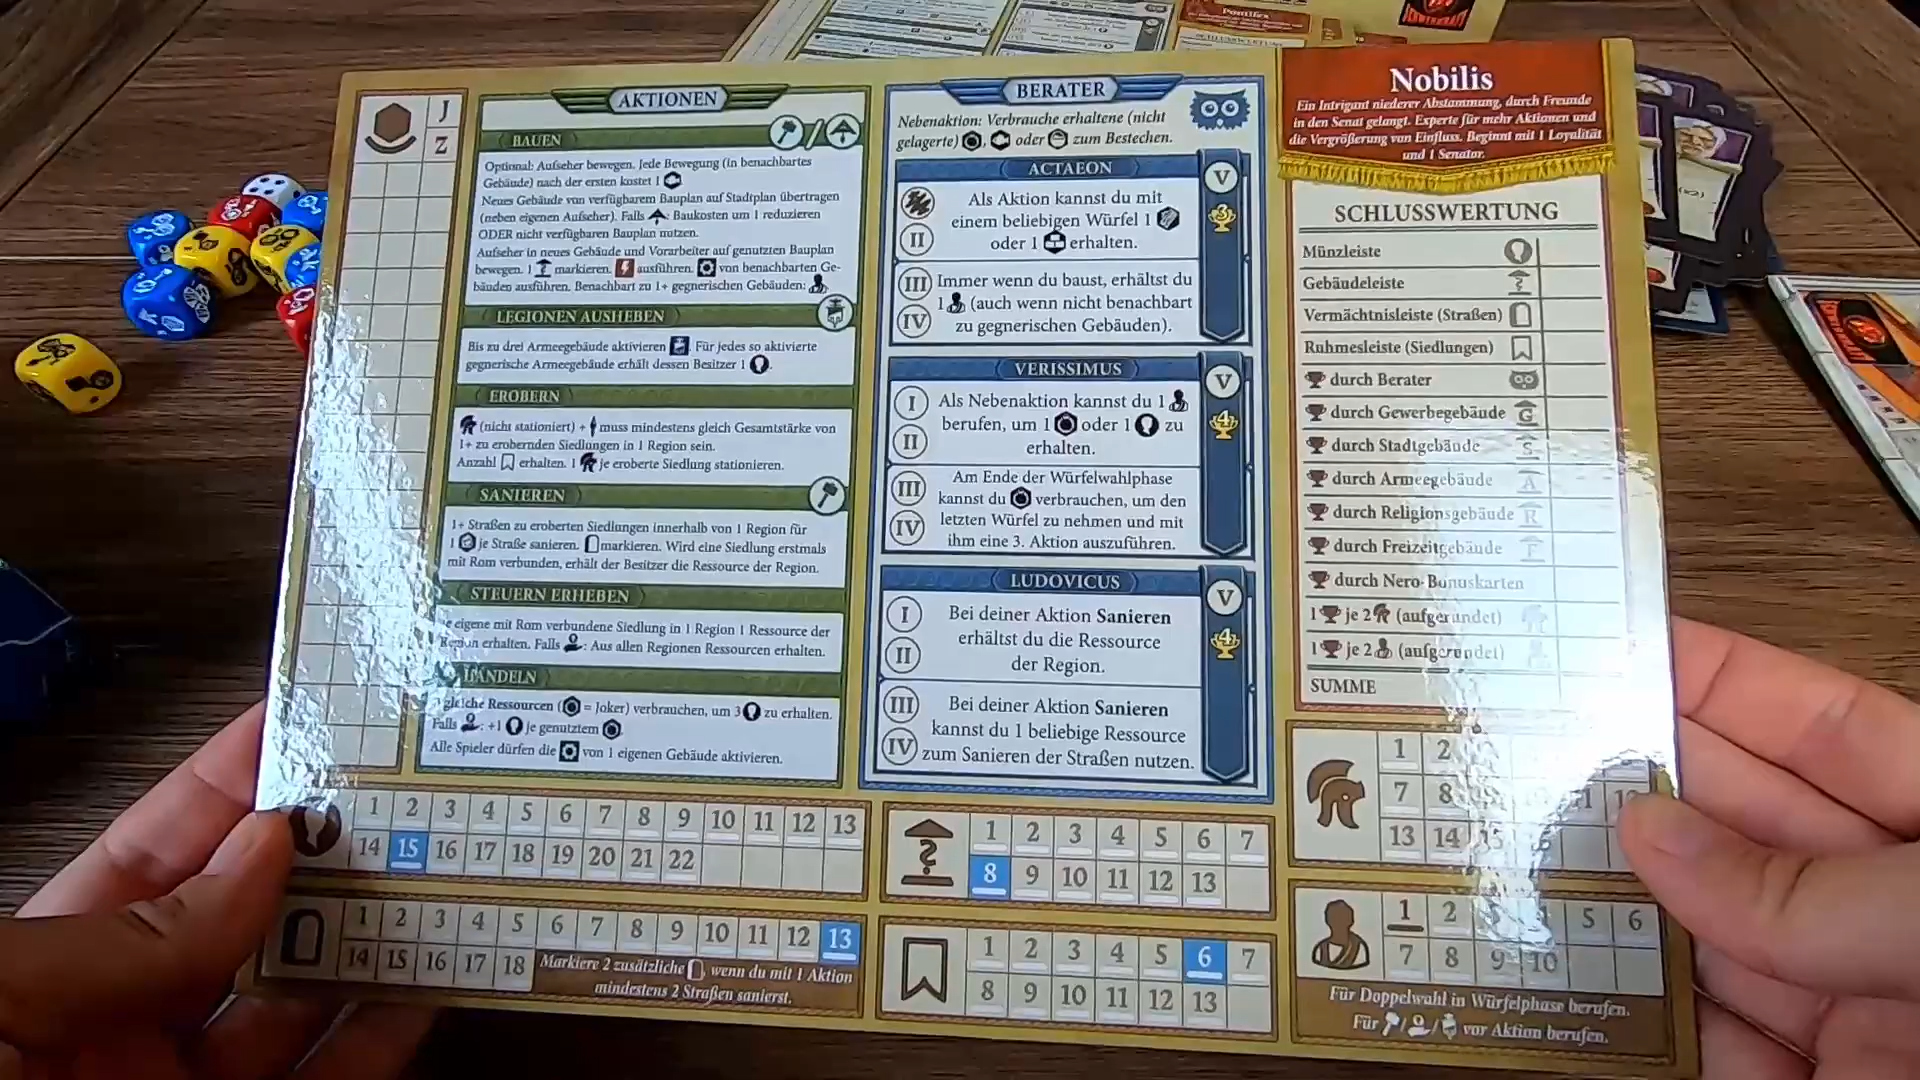 J
Z
AKTIONEN
BAUEN
Optional: Aufseher bewegen. Jede Bewegung (in benachbartes
Gebäude) nach der ersten kostet 1
Neues Gebäude von verfügbarem Bauplan auf Stadtplan übertragen
(neben eigenen Aufseher). Falls : Baukosten um 1 reduzieren
ODER nicht verfügbaren Bauplan nutzen.
Aufseher in neues Gebäude und Vorarbeiter auf genutzten Bauplan
bewegen. 1 markieren. ausführen. von benachbarten Ge-
bäuden ausführen. Benachbart zu 1+ gegnerischen Gebäuden:
LEGIONEN AUSHEBEN
Bis zu drei Armeegebäude aktivieren . Für jedes so aktivierte
gegnerische Armeegebäude erhält dessen Besitzer 1 .
EROBERN
(nicht stationiert) + muss mindestens gleich Gesamtstärke von
1+ zu erobernden Siedlungen in 1 Region sein.
Anzahl erhalten. 1 je eroberte Siedlung stationieren.
SANIEREN
1+ Straßen zu eroberten Siedlungen innerhalb von 1 Region für
1 je Straße sanieren. markieren. Wird eine Siedlung erstmals
mit Rom verbunden, erhält der Besitzer die Ressource der Region.
STEUERN ERHEBEN
eigene mit Rom verbundene Siedlung in 1 Region 1 Ressource der
Region erhalten. Falls : Aus allen Regionen Ressourcen erhalten.
HANDELN
gleiche Ressourcen ( = Joker) verbrauchen, um 3 zu erhalten.
Falls : +1 je genutztem .
Alle Spieler dürfen die von 1 eigenen Gebäude aktivieren.
BERATER
Nebenaktion: Verbrauche erhaltene (nicht
gelagerte) , oder zum Bestechen.
ACTAEON
V
3
II
Als Aktion kannst du mit
einem beliebigen Würfel 1
oder 1 erhalten.
III
IV
Immer wenn du baust, erhältst du
1 (auch wenn nicht benachbart
zu gegnerischen Gebäuden).
VERISSIMUS
V
4
I
II
Als Nebenaktion kannst du 1
berufen, um 1 oder 1 zu
erhalten.
III
IV
Am Ende der Würfelwahlphase
kannst du verbrauchen, um den
letzten Würfel zu nehmen und mit
ihm eine 3. Aktion auszuführen.
LUDOVICUS
V
4
I
II
Bei deiner Aktion Sanieren
erhältst du die Ressource
der Region.
III
IV
Bei deiner Aktion Sanieren
kannst du 1 beliebige Ressource
zum Sanieren der Straßen nutzen.
Nobilis
Ein Intrigant niederer Abstammung, durch Freunde
in den Senat gelangt. Experte für mehr Aktionen und
die Vergrößerung von Einfluss. Beginnt mit 1 Loyalität
und 1 Senator.
SCHLUSSWERTUNG
Münzleiste
Gebäudeleiste
Vermächtnisleiste (Straßen)
Ruhmesleiste (Siedlungen)
durch Berater
durch Gewerbegebäude G
durch Stadtgebäude S
durch Armeegebäude A
durch Religionsgebäude R
durch Freizeitgebäude F
durch Nero-Bonuskarten
1 je 2 (aufgerundet)
1 je 2 (aufgerundet)
SUMME
1 2 3 4 5 6 7 8 9 10 11 12 13
14 15 16 17 18 19 20 21 22
1 2 3 4 5 6 7
8 9 10 11 12 13
1 2
7 8 11 12
13 14 15
1 2 3 4 5 6 7 8 9 10 11 12 13
14 15 16 17 18
Markiere 2 zusätzliche , wenn du mit 1 Aktion
mindestens 2 Straßen sanierst.
1 2 3 4 5 6 7
8 9 10 11 12 13
1 2 5 6
7 8 9 10
Für Doppelwahl in Würfelphase berufen.
Für / / vor Aktion berufen.
Pontifex
SCHLUSSWERTUNG
SCHWERKRAFT
(x2)